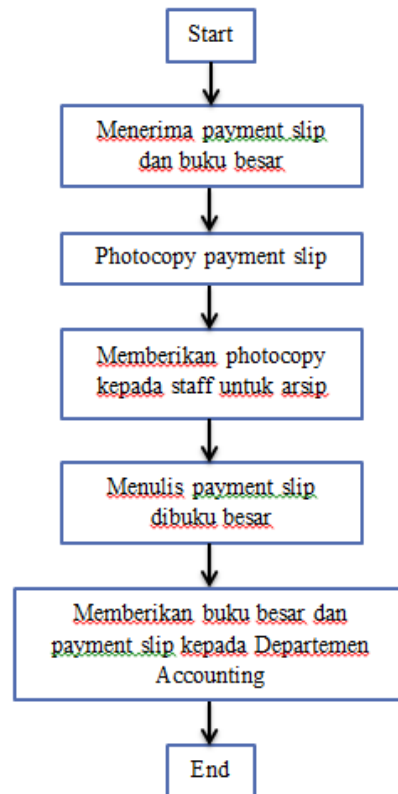 Start
Menerima payment slip
dan buku besar
Photocopy payment slip
Memberikan photocopy
kepada staff untuk arsip
Menulis payment slip
dibuku besar
Memberikan buku besar dan
payment slip kepada Departemen
Accounting
End